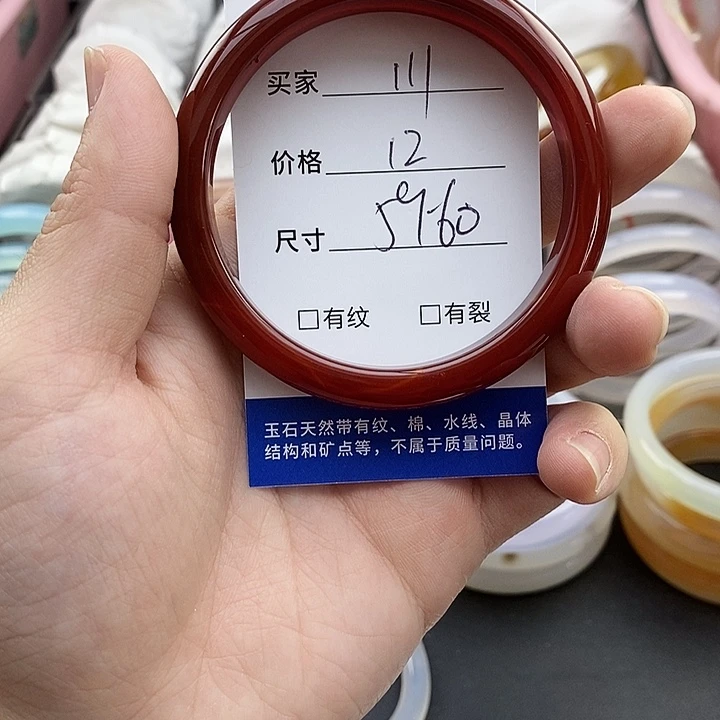 买家 111
价格 12
尺寸 59-60
□有纹 □有裂
玉石天然带有纹、棉、水线、晶体
结构和矿点等，不属于质量问题。